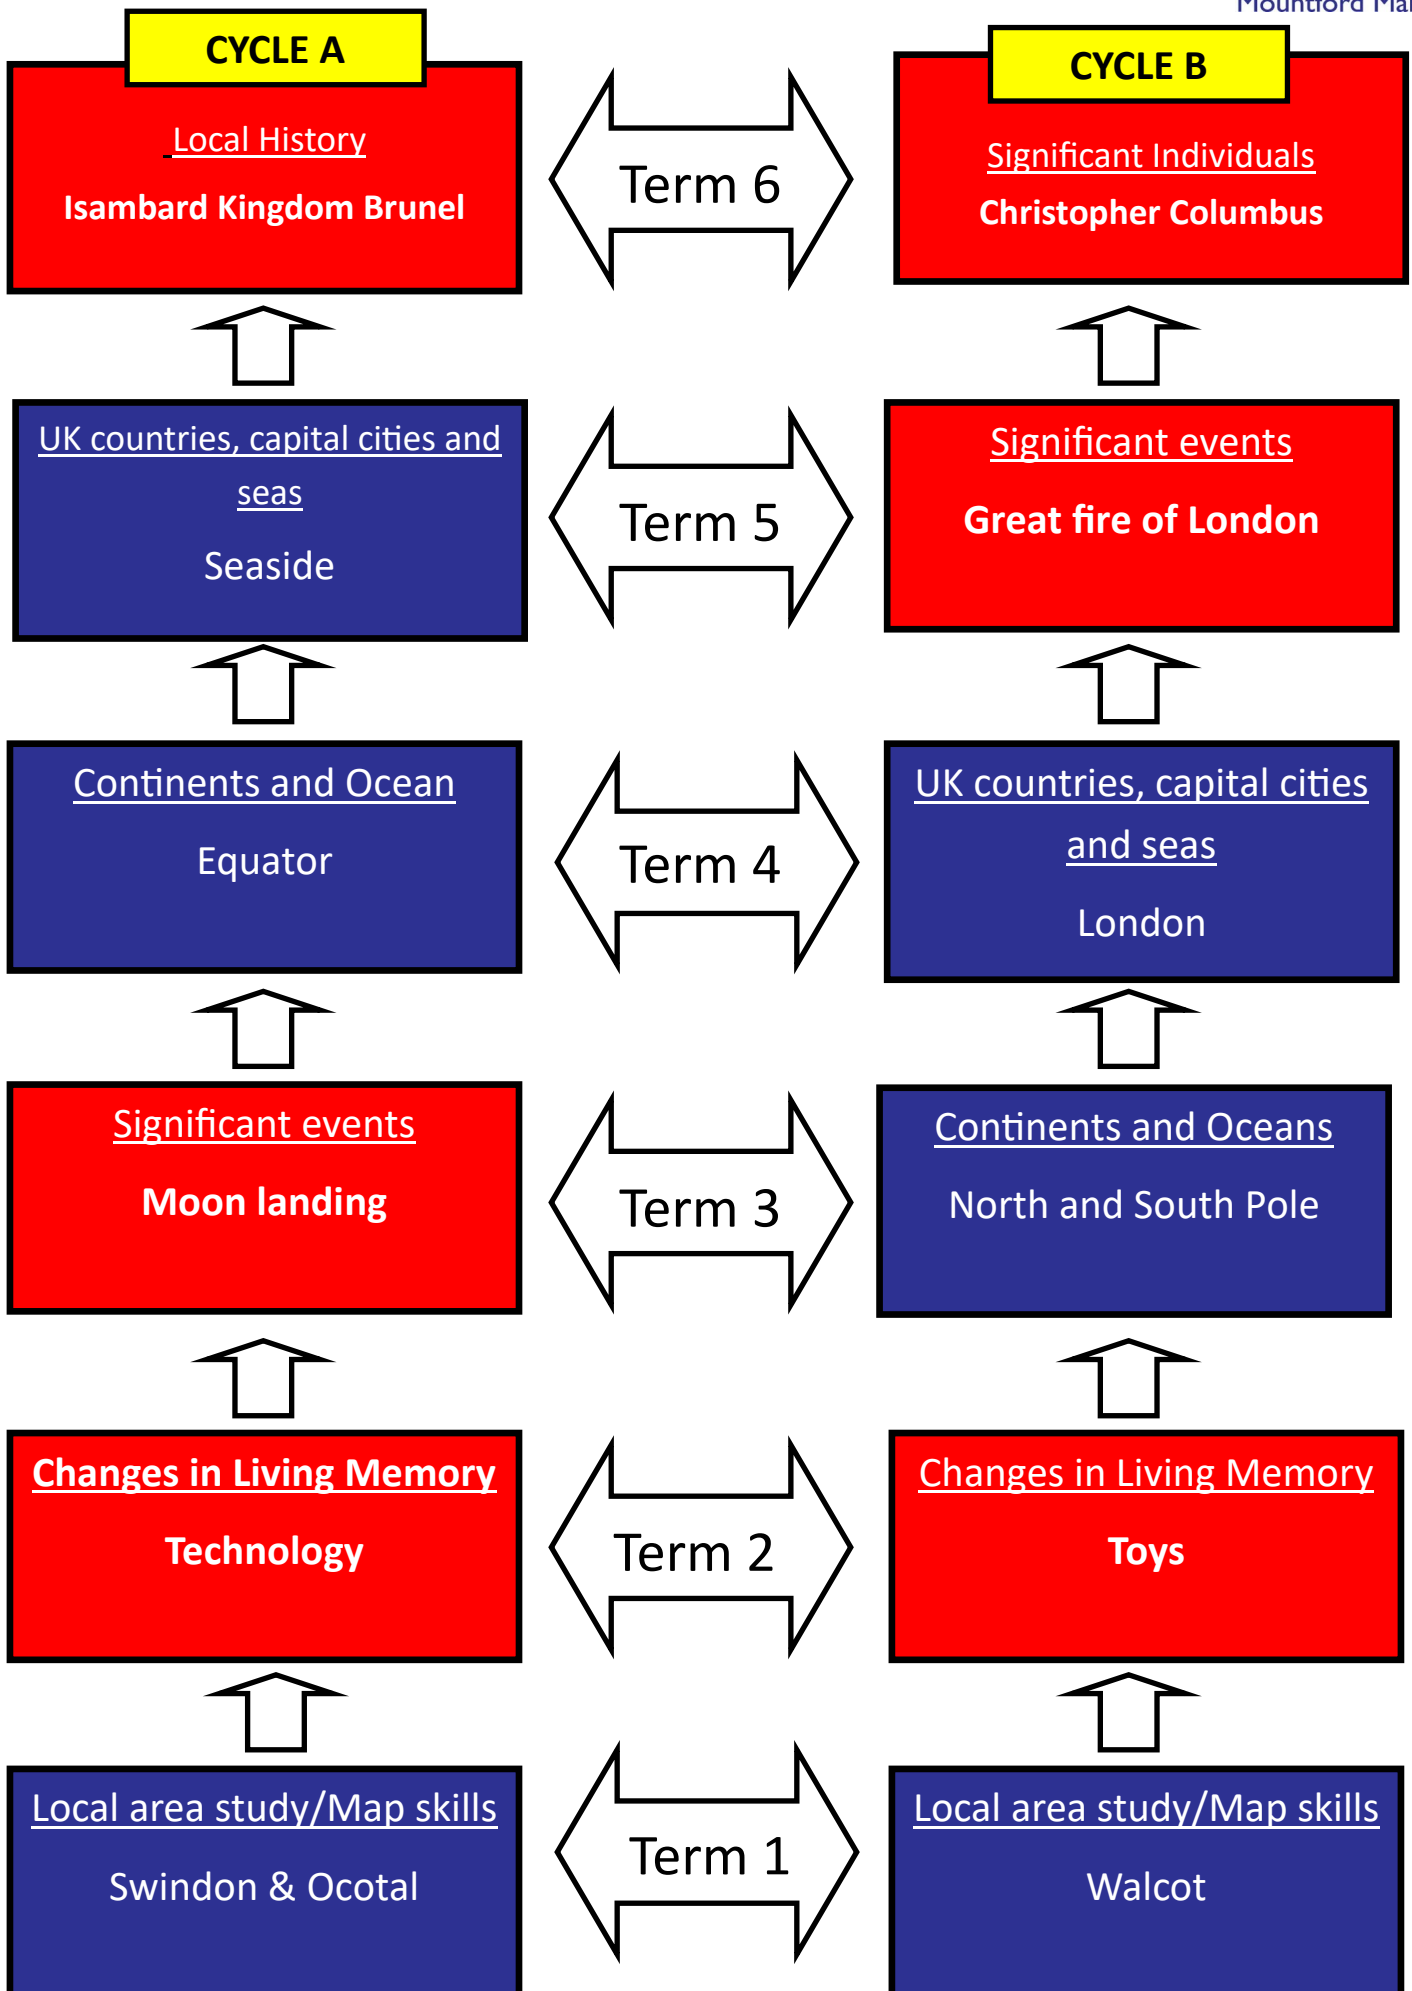 CYCLE A
Local History
Isambard Kingdom Brunel
Term 6
CYCLE B
Significant Individuals
Christopher Columbus
UK countries, capital cities and
seas
Seaside
Term 5
Significant events
Great fire of London
Continents and Ocean
Equator
Term 4
UK countries, capital cities
and seas
London
Significant events
Moon landing
Term 3
Continents and Oceans
North and South Pole
Changes in Living Memory
Technology
Term 2
Changes in Living Memory
Toys
Local area study/Map skills
Swindon & Ocotal
Term 1
Local area study/Map skills
Walcot